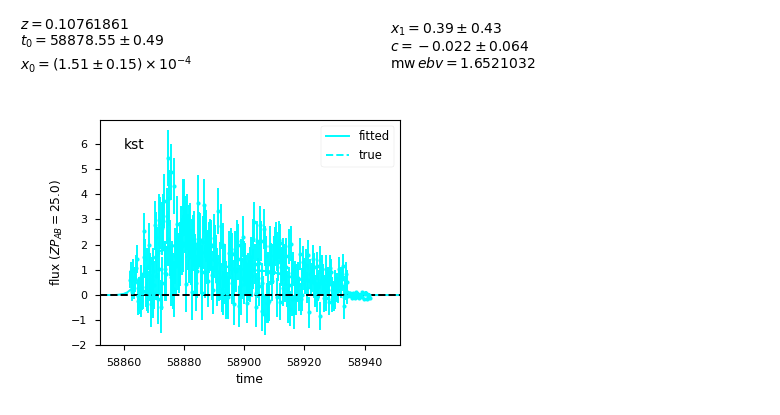 z = 0.10761861
t₀ = 58878.55 ± 0.49
x₀ = (1.51 ± 0.15) × 10⁻⁴
x₁ = 0.39 ± 0.43
c = −0.022 ± 0.064
mw ebv = 1.6521032
kst
fitted
true
6
5
4
3
2
1
0
−1
−2
flux (ZP_AB = 25.0)
58860 58880 58900 58920 58940
time